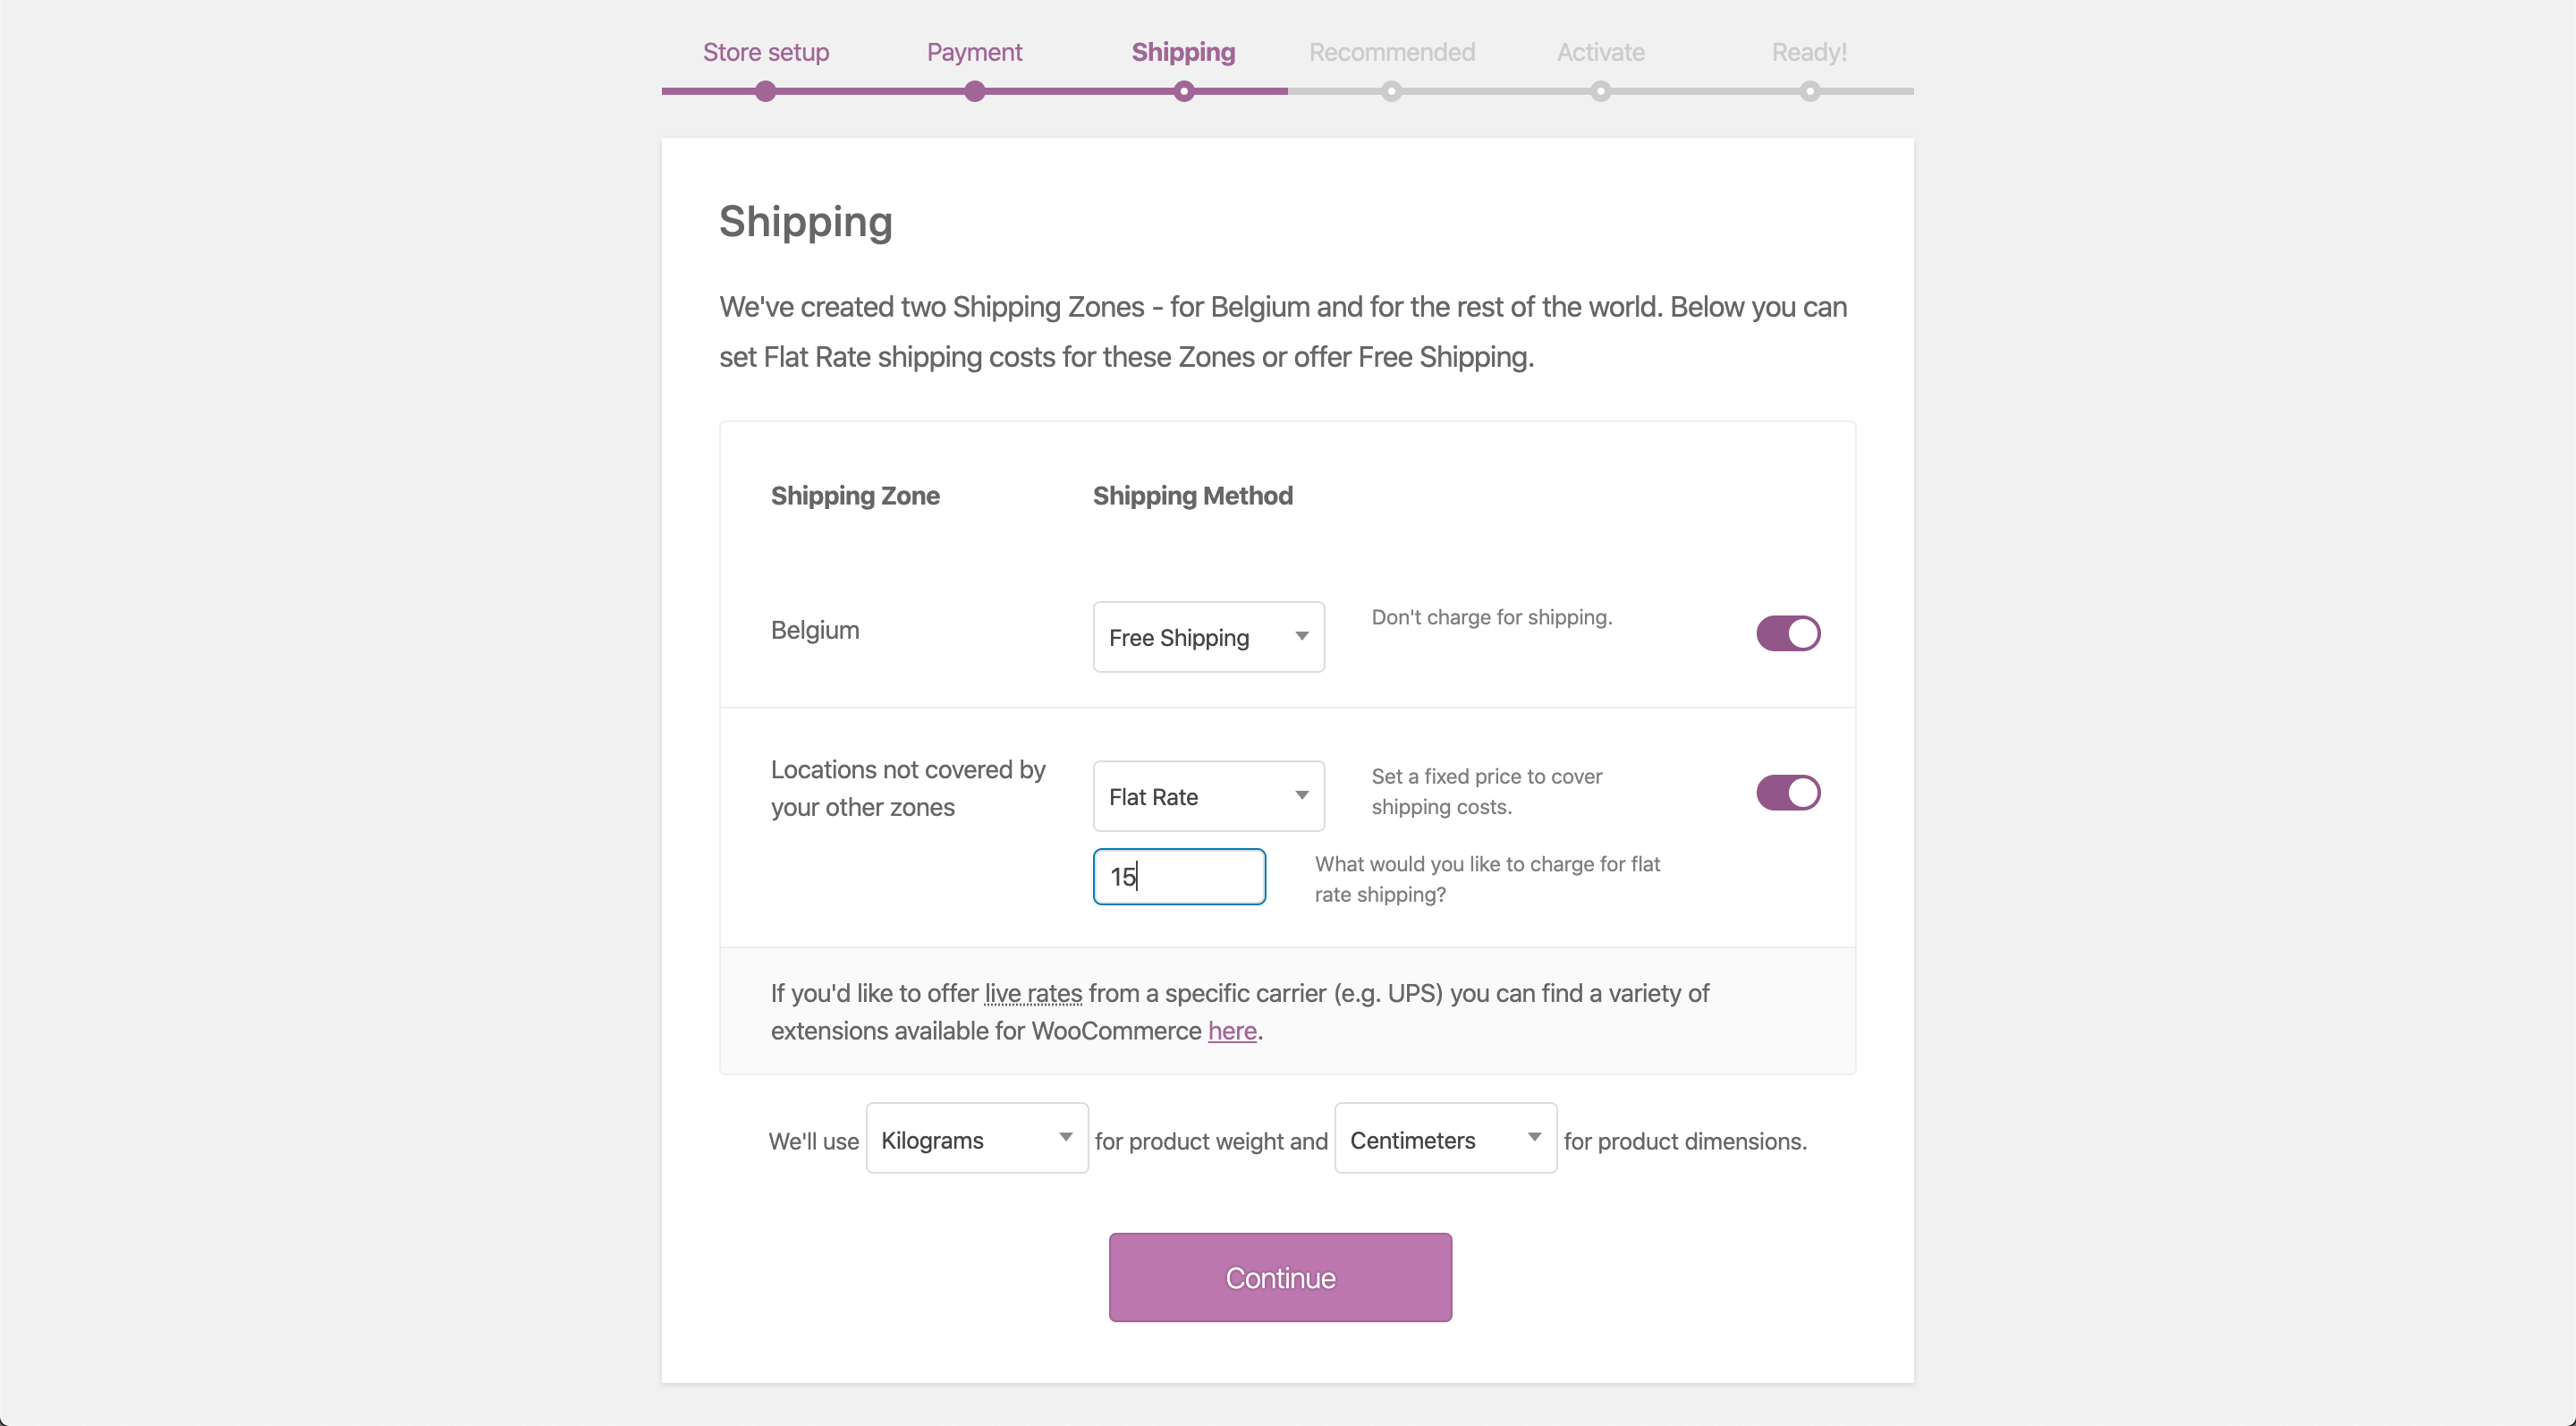 Store setup Payment Shipping Recommended Activate Ready!
Shipping
We've created two Shipping Zones - for Belgium and for the rest of the world. Below you can
set Flat Rate shipping costs for these Zones or offer Free Shipping.
Shipping Zone Shipping Method
Belgium Free Shipping Don't charge for shipping.
Locations not covered by
your other zones
Flat Rate
Set a fixed price to cover
shipping costs.
15
What would you like to charge for flat
rate shipping?
If you'd like to offer live rates from a specific carrier (e.g. UPS) you can find a variety of
extensions available for WooCommerce here.
We'll use Kilograms for product weight and Centimeters for product dimensions.
Continue